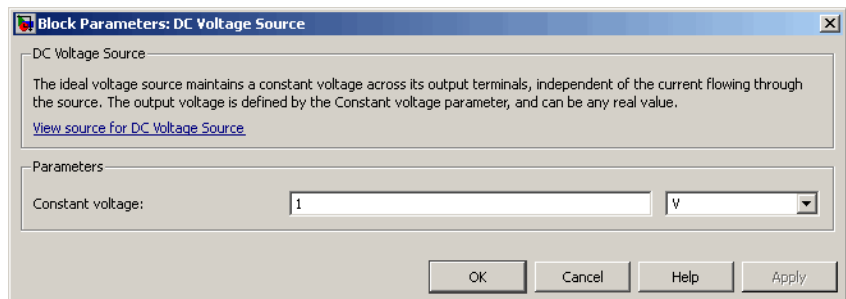 Block Parameters: DC Voltage Source
DC Voltage Source
The ideal voltage source maintains a constant voltage across its output terminals, independent of the current flowing through
the source. The output voltage is defined by the Constant voltage parameter, and can be any real value.
View source for DC Voltage Source
Parameters
Constant voltage: 1 V
OK Cancel Help Apply